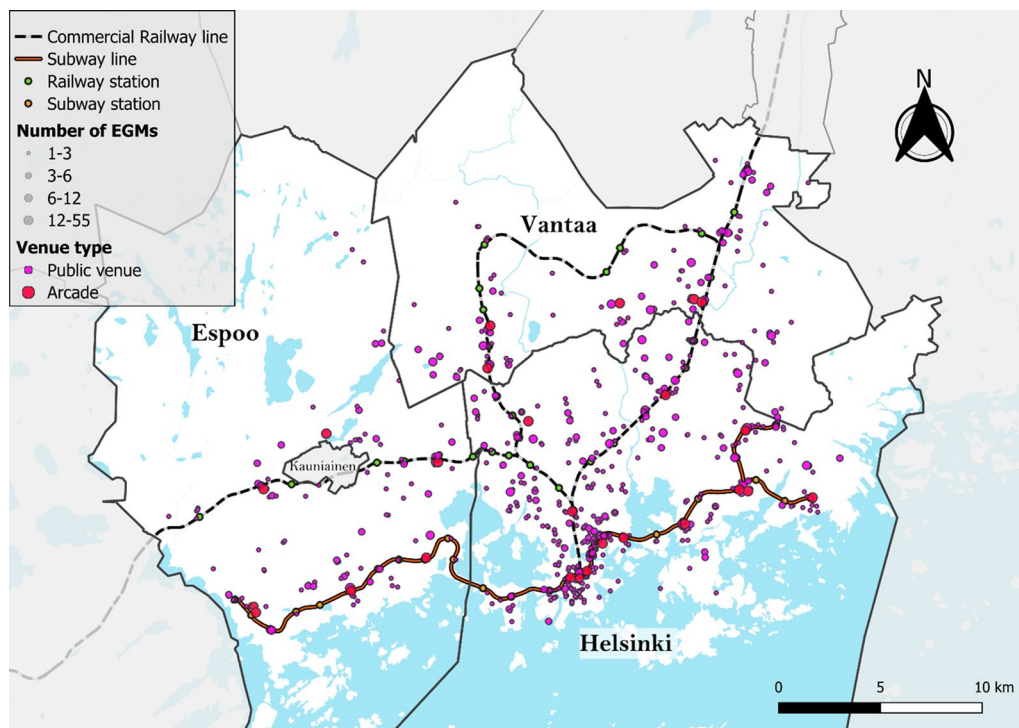 Commercial Railway line
Subway line
Railway station
Subway station
Number of EGMs
1-3
3-6
6-12
12-55
Venue type
Public venue
Arcade
N
Vantaa
Espoo
Kauniainen
Helsinki
0 5 10 km